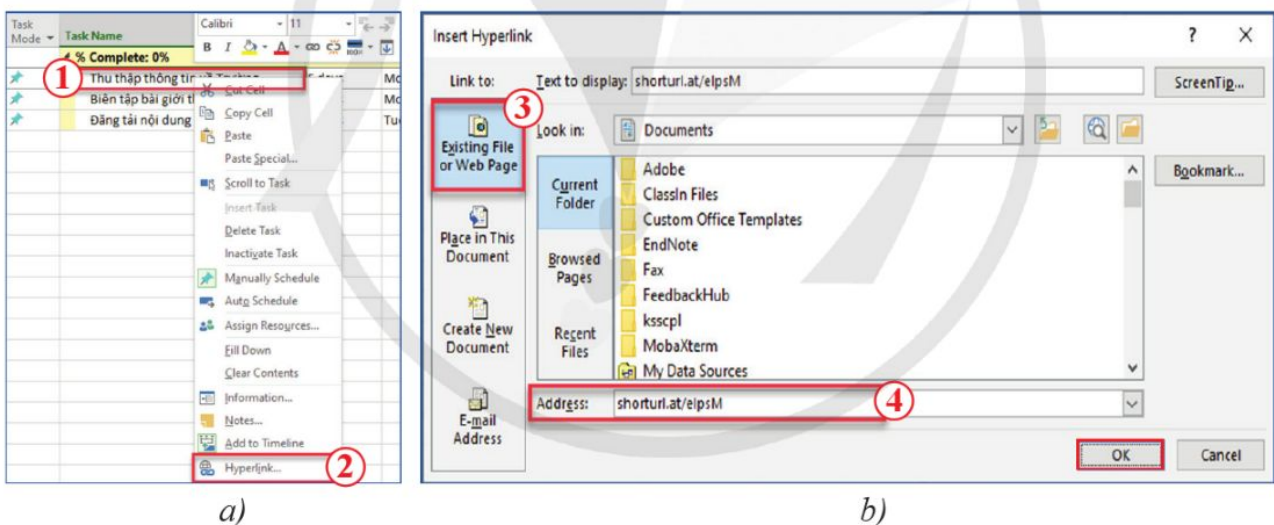 Task Mode
Task Name
Calibri
11
B I A
% Complete: 0%
1
Thu thập thông tin về
Mo
Biên tập bài giới t
Mo
Đăng tải nội dung
Tu
Cut Cell
Copy Cell
Paste
Paste Special...
Scroll to Task
Insert Task
Delete Task
Inactivate Task
Manually Schedule
Auto Schedule
Assign Resources...
Fill Down
Clear Contents
Information...
Notes...
Add to Timeline
Hyperlink...
2
a)
Insert Hyperlink
? X
Link to:
Text to display: shorturl.at/elpsM
ScreenTip...
3
Existing File
or Web Page
Place in This
Document
Create New
Document
E-mail
Address
Look in:
Documents
Bookmark...
Current
Folder
Browsed
Pages
Recent
Files
Adobe
ClassIn Files
Custom Office Templates
EndNote
Fax
FeedbackHub
ksscpl
MobaXterm
My Data Sources
Address: shorturl.at/elpsM
4
OK
Cancel
b)